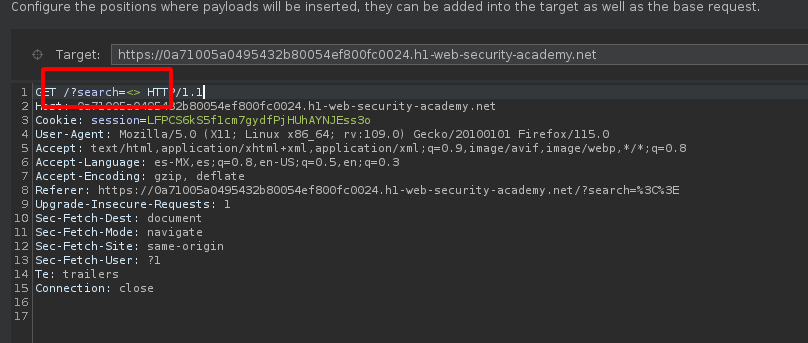 Configure the positions where payloads will be inserted, they can be added into the target as well as the base request.
Target: https://0a71005a0495432b80054ef800fc0024.h1-web-security-academy.net
1 GET /?search=<> HTTP/1.1
2 Host: 0a71005a0495432b80054ef800fc0024.h1-web-security-academy.net
3 Cookie: session=LFPCS6kS5f1cm7gydfPjHUhAYNJEss3o
4 User-Agent: Mozilla/5.0 (X11; Linux x86_64; rv:109.0) Gecko/20100101 Firefox/115.0
5 Accept: text/html,application/xhtml+xml,application/xml;q=0.9,image/avif,image/webp,*/*;q=0.8
6 Accept-Language: es-MX,es;q=0.8,en-US;q=0.5,en;q=0.3
7 Accept-Encoding: gzip, deflate
8 Referer: https://0a71005a0495432b80054ef800fc0024.h1-web-security-academy.net/?search=%3C%3E
9 Upgrade-Insecure-Requests: 1
10 Sec-Fetch-Dest: document
11 Sec-Fetch-Mode: navigate
12 Sec-Fetch-Site: same-origin
13 Sec-Fetch-User: ?1
14 Te: trailers
15 Connection: close
16
17